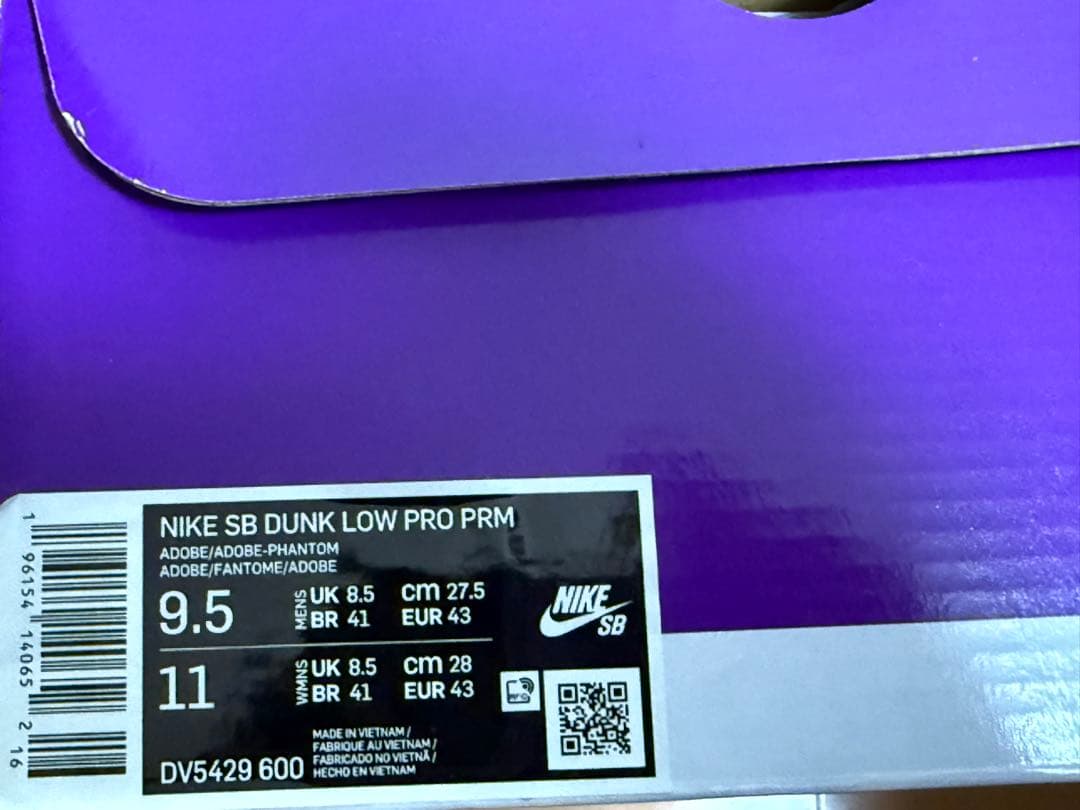 NIKE SB DUNK LOW PRO PRM
ADOBE/ADOBE-PHANTOM
ADOBE/FANTOME/ADOBE
9.5 MENS UK 8.5 cm 27.5
BR 41 EUR 43
11 WMNS UK 8.5 cm 28
BR 41 EUR 43
NIKE
SB
MADE IN VIETNAM /
FABRIQUÉ AU VIETNAM /
FABRICADO NO VIETNÃ /
HECHO EN VIETNAM
DV5429 600
1 96154 14065 2 16